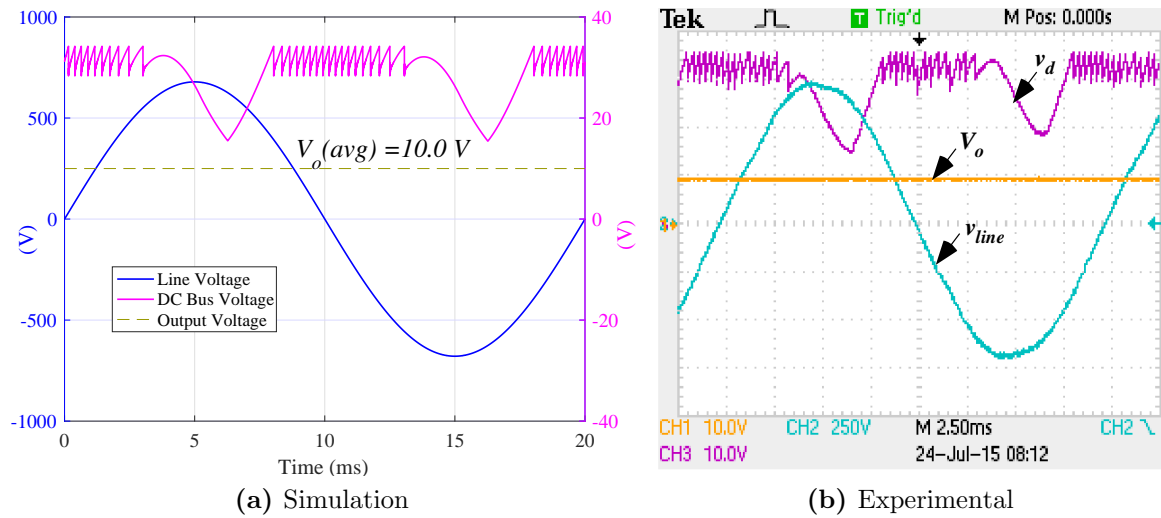 1000
500
0
-500
-1000
(V)
40
20
0
-20
-40
(V)
V_o(avg) =10.0 V
Line Voltage
DC Bus Voltage
Output Voltage
0
5
10
15
20
Time (ms)
(a) Simulation
Tek
T Trig'd
M Pos: 0.000s
v_d
V_o
v_line
CH1 10.0V
CH2 250V
M 2.50ms
CH2
CH3 10.0V
24-Jul-15 08:12
(b) Experimental